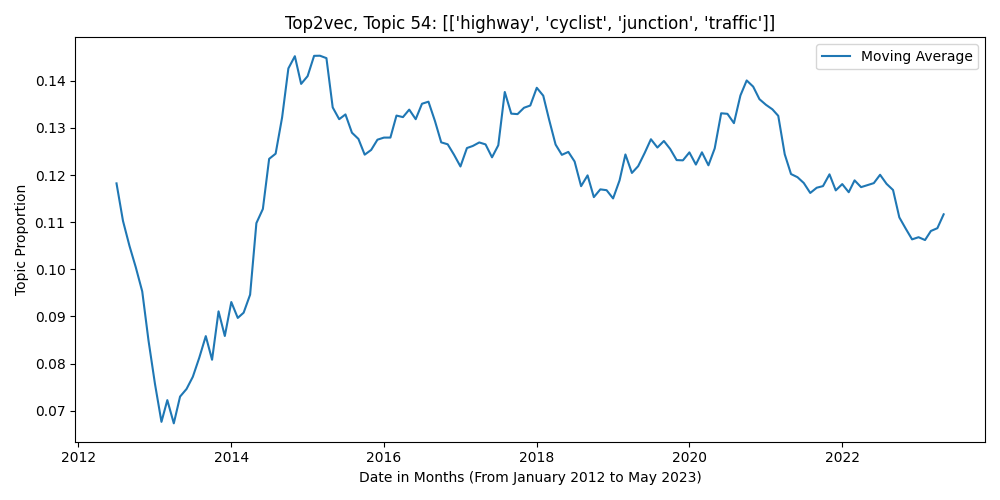 Top2vec, Topic 54: [['highway', 'cyclist', 'junction', 'traffic']]
Moving Average
Topic Proportion
0.14
0.13
0.12
0.11
0.10
0.09
0.08
0.07
2012 2014 2016 2018 2020 2022
Date in Months (From January 2012 to May 2023)